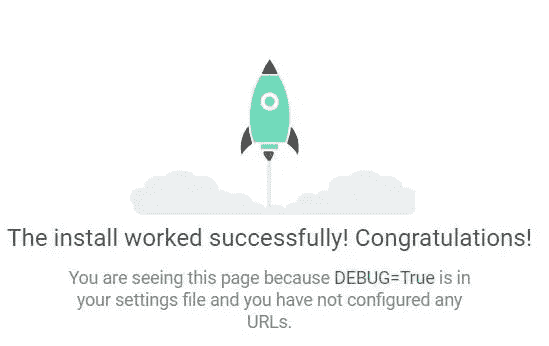 The install worked successfully! Congratulations!
You are seeing this page because DEBUG=True is in
your settings file and you have not configured any
URLs.